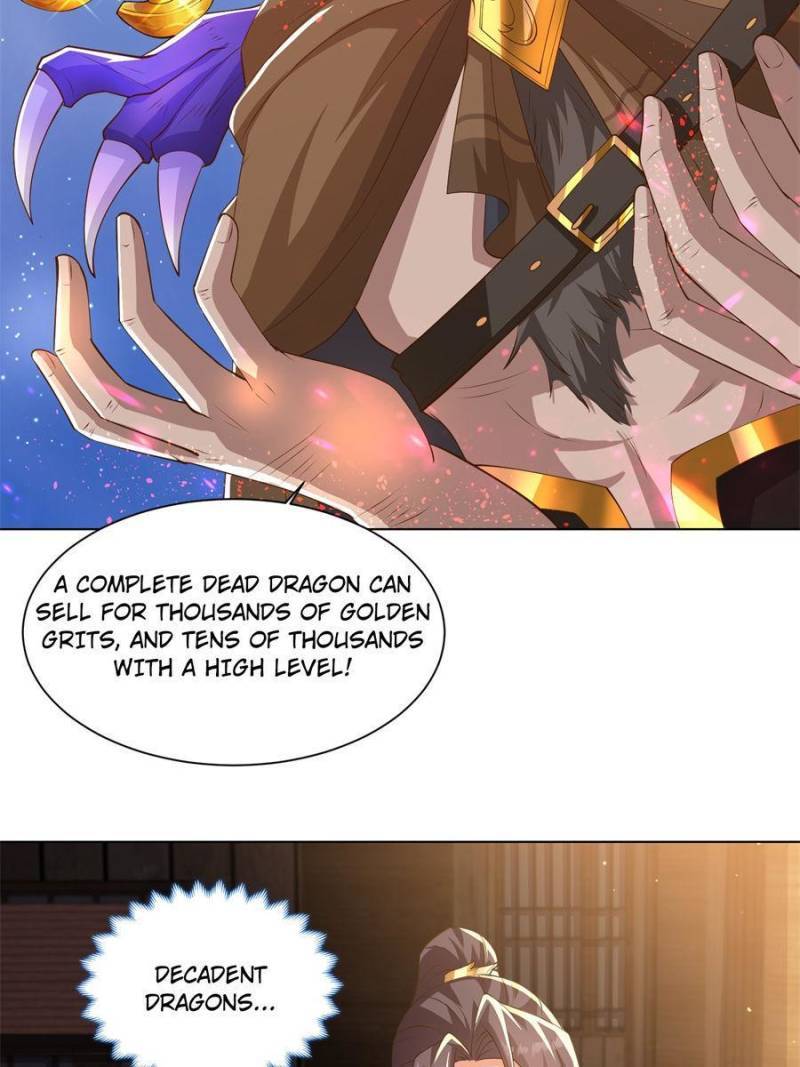 A COMPLETE DEAD DRAGON CAN
SELL FOR THOUSANDS OF GOLDEN
GRITS, AND TENS OF THOUSANDS
WITH A HIGH LEVEL!
DECADENT
DRAGONS...